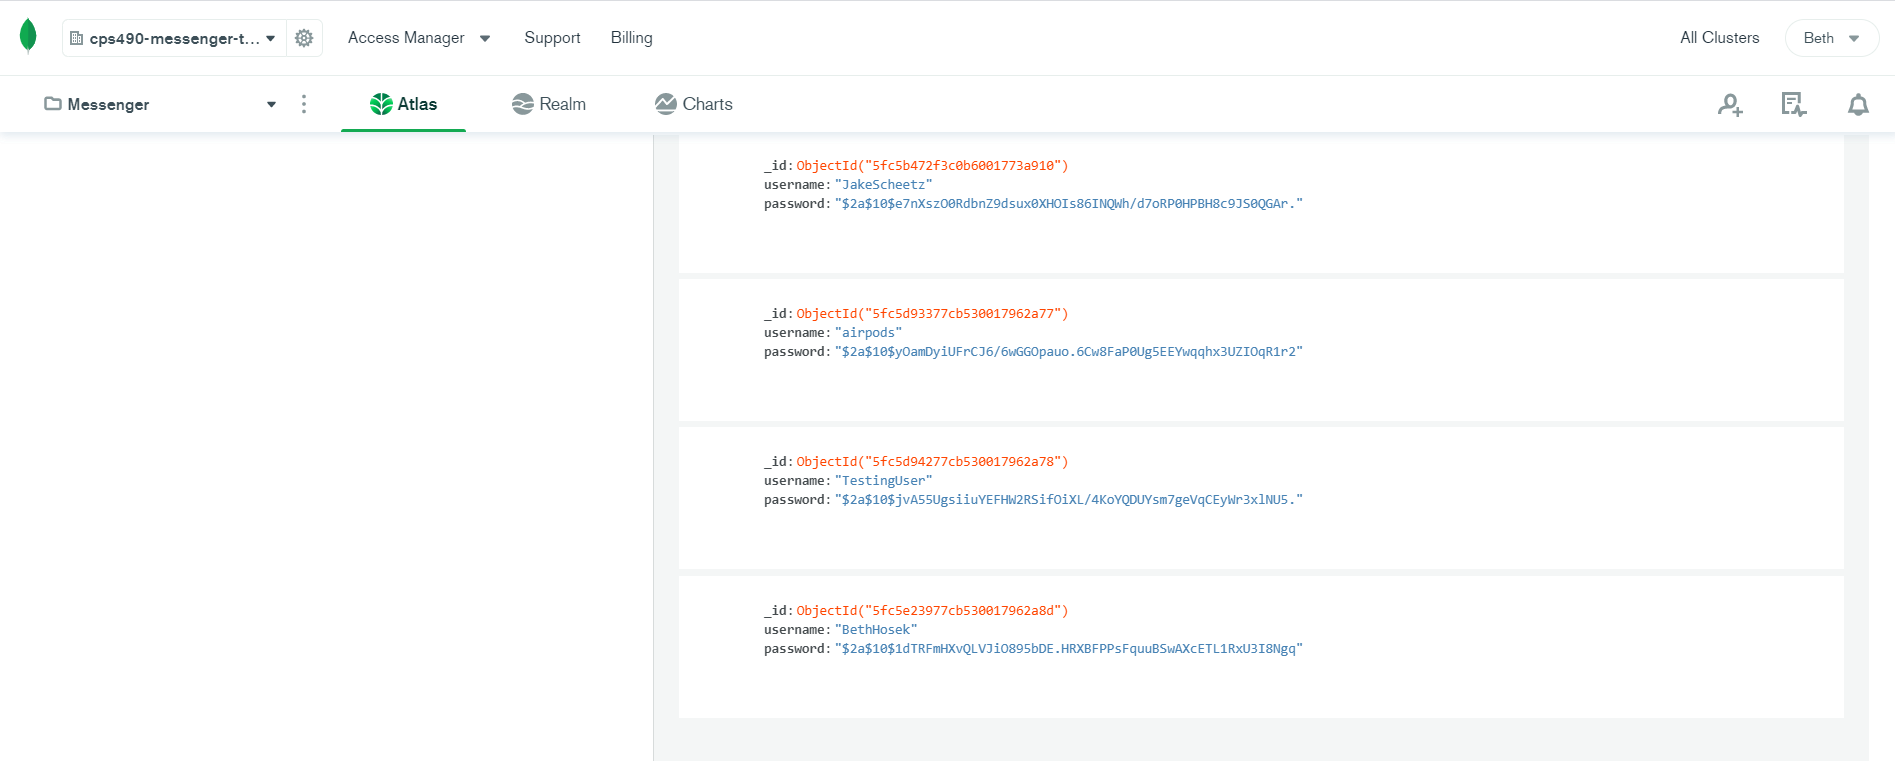 cps490-messenger-t... Access Manager Support Billing All Clusters Beth
Messenger Atlas Realm Charts
_id: ObjectId("5fc5b472f3c0b6001773a910")
username: "JakeScheetz"
password: "$2a$10$e7nXszO0RdbnZ9dsux0XHOIs86INQWh/d7oRP0HPBH8c9JS0QGAr."
_id: ObjectId("5fc5d93377cb530017962a77")
username: "airpods"
password: "$2a$10$yOamDyiUFrCJ6/6wGGOpauo.6Cw8FaP0Ug5EEYwqqhx3UZIOqR1r2"
_id: ObjectId("5fc5d94277cb530017962a78")
username: "TestingUser"
password: "$2a$10$jvA55UgsiiuYEFHW2RSifOiXL/4KoYQDUYsm7geVqCEyWr3xlNU5."
_id: ObjectId("5fc5e23977cb530017962a8d")
username: "BethHosek"
password: "$2a$10$1dTRFmHXvQLVJiO895bDE.HRXBFPPsFquuBSwAXcETL1RxU3I8Ngq"